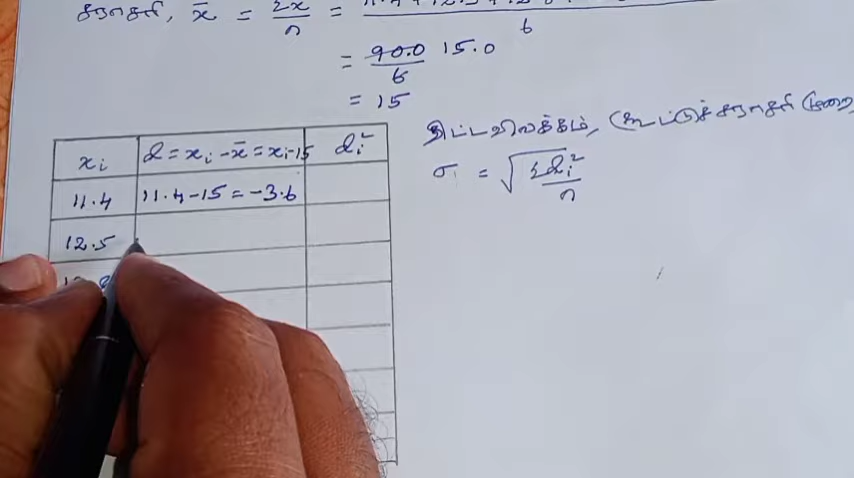 சராசரி, x̄ = Σx/n =
6
= 90.0/6 15.0
= 15
திட்டவிலக்கம், (கூட்டுச்சராசரி முறை
xi d = xi - x̄ = xi-15 di²
σ = √Σdi²/n
11.4 11.4-15 = -3.6
12.5